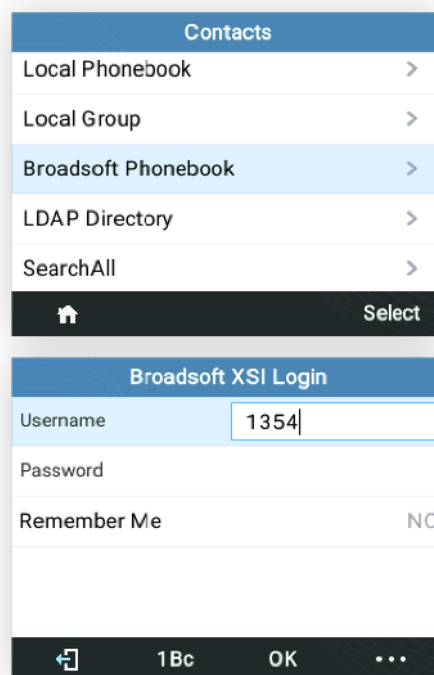 Contacts
Local Phonebook
Local Group
Broadsoft Phonebook
LDAP Directory
SearchAll
Select
Broadsoft XSI Login
Username 1354
Password
Remember Me NO
1Bc OK ...